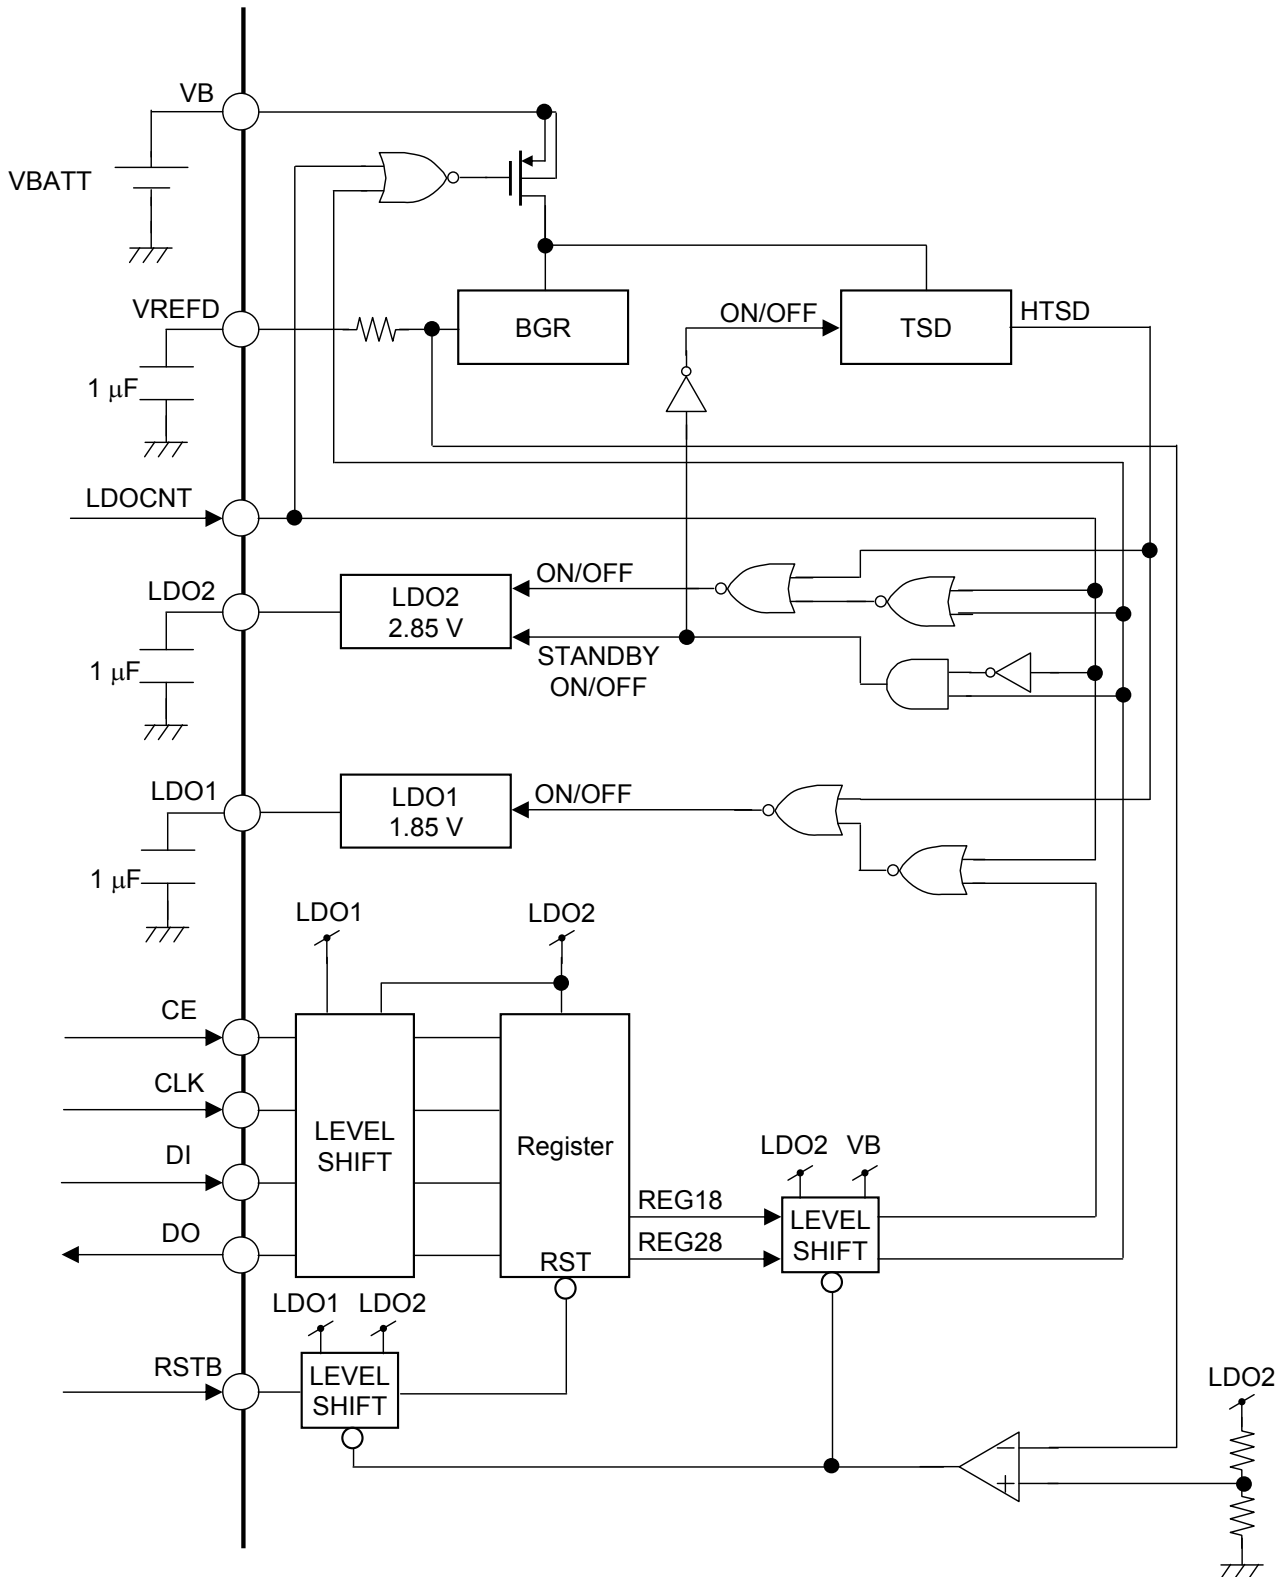 VB
VBATT
VREFD
BGR
ON/OFF
TSD
HTSD
1 μF
LDOCNT
LDO2
LDO2
2.85 V
ON/OFF
1 μF
STANDBY
ON/OFF
LDO1
LDO1
1.85 V
ON/OFF
1 μF
LDO1
LDO2
CE
CLK
DI
DO
LEVEL
SHIFT
Register
RST
REG18
REG28
LDO2
VB
LEVEL
SHIFT
LDO1
LDO2
RSTB
LEVEL
SHIFT
LDO2
−
+